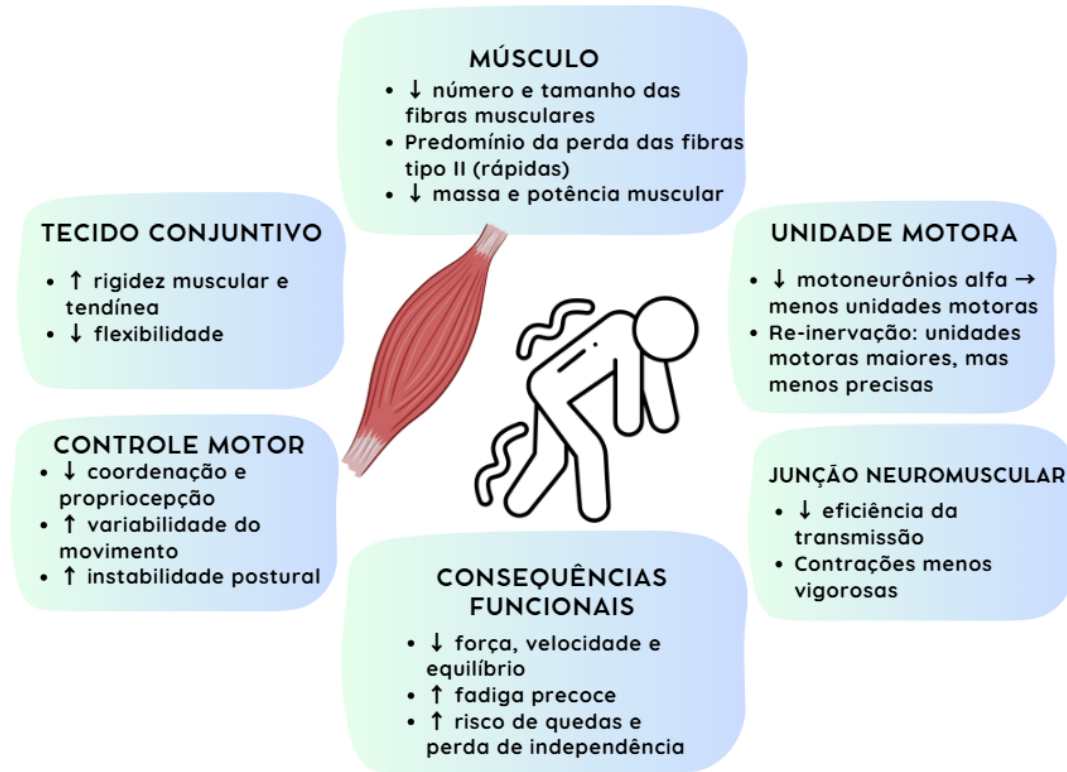 MÚSCULO
• ↓ número e tamanho das
fibras musculares
• Predomínio da perda das fibras
tipo II (rápidas)
• ↓ massa e potência muscular
TECIDO CONJUNTIVO
• ↑ rigidez muscular e
tendínea
• ↓ flexibilidade
UNIDADE MOTORA
• ↓ motoneurônios alfa →
menos unidades motoras
• Re-inervação: unidades
motoras maiores, mas
menos precisas
CONTROLE MOTOR
• ↓ coordenação e
propriocepção
• ↑ variabilidade do
movimento
• ↑ instabilidade postural
JUNÇÃO NEUROMUSCULAR
• ↓ eficiência da
transmissão
• Contrações menos
vigorosas
CONSEQUÊNCIAS
FUNCIONAIS
• ↓ força, velocidade e
equilíbrio
• ↑ fadiga precoce
• ↑ risco de quedas e
perda de independência